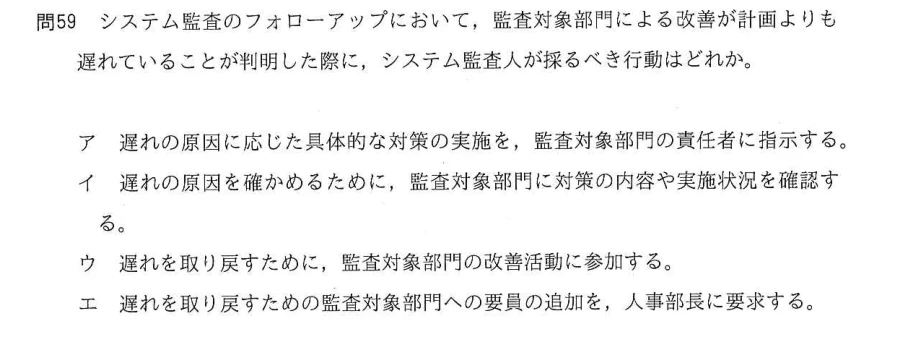 問59 システム監査のフォローアップにおいて，監査対象部門による改善が計画よりも
遅れていることが判明した際に，システム監査人が採るべき行動はどれか。
ア 遅れの原因に応じた具体的な対策の実施を，監査対象部門の責任者に指示する。
イ 遅れの原因を確かめるために，監査対象部門に対策の内容や実施状況を確認す
る。
ウ 遅れを取り戻すために，監査対象部門の改善活動に参加する。
エ 遅れを取り戻すための監査対象部門への要員の追加を，人事部長に要求する。